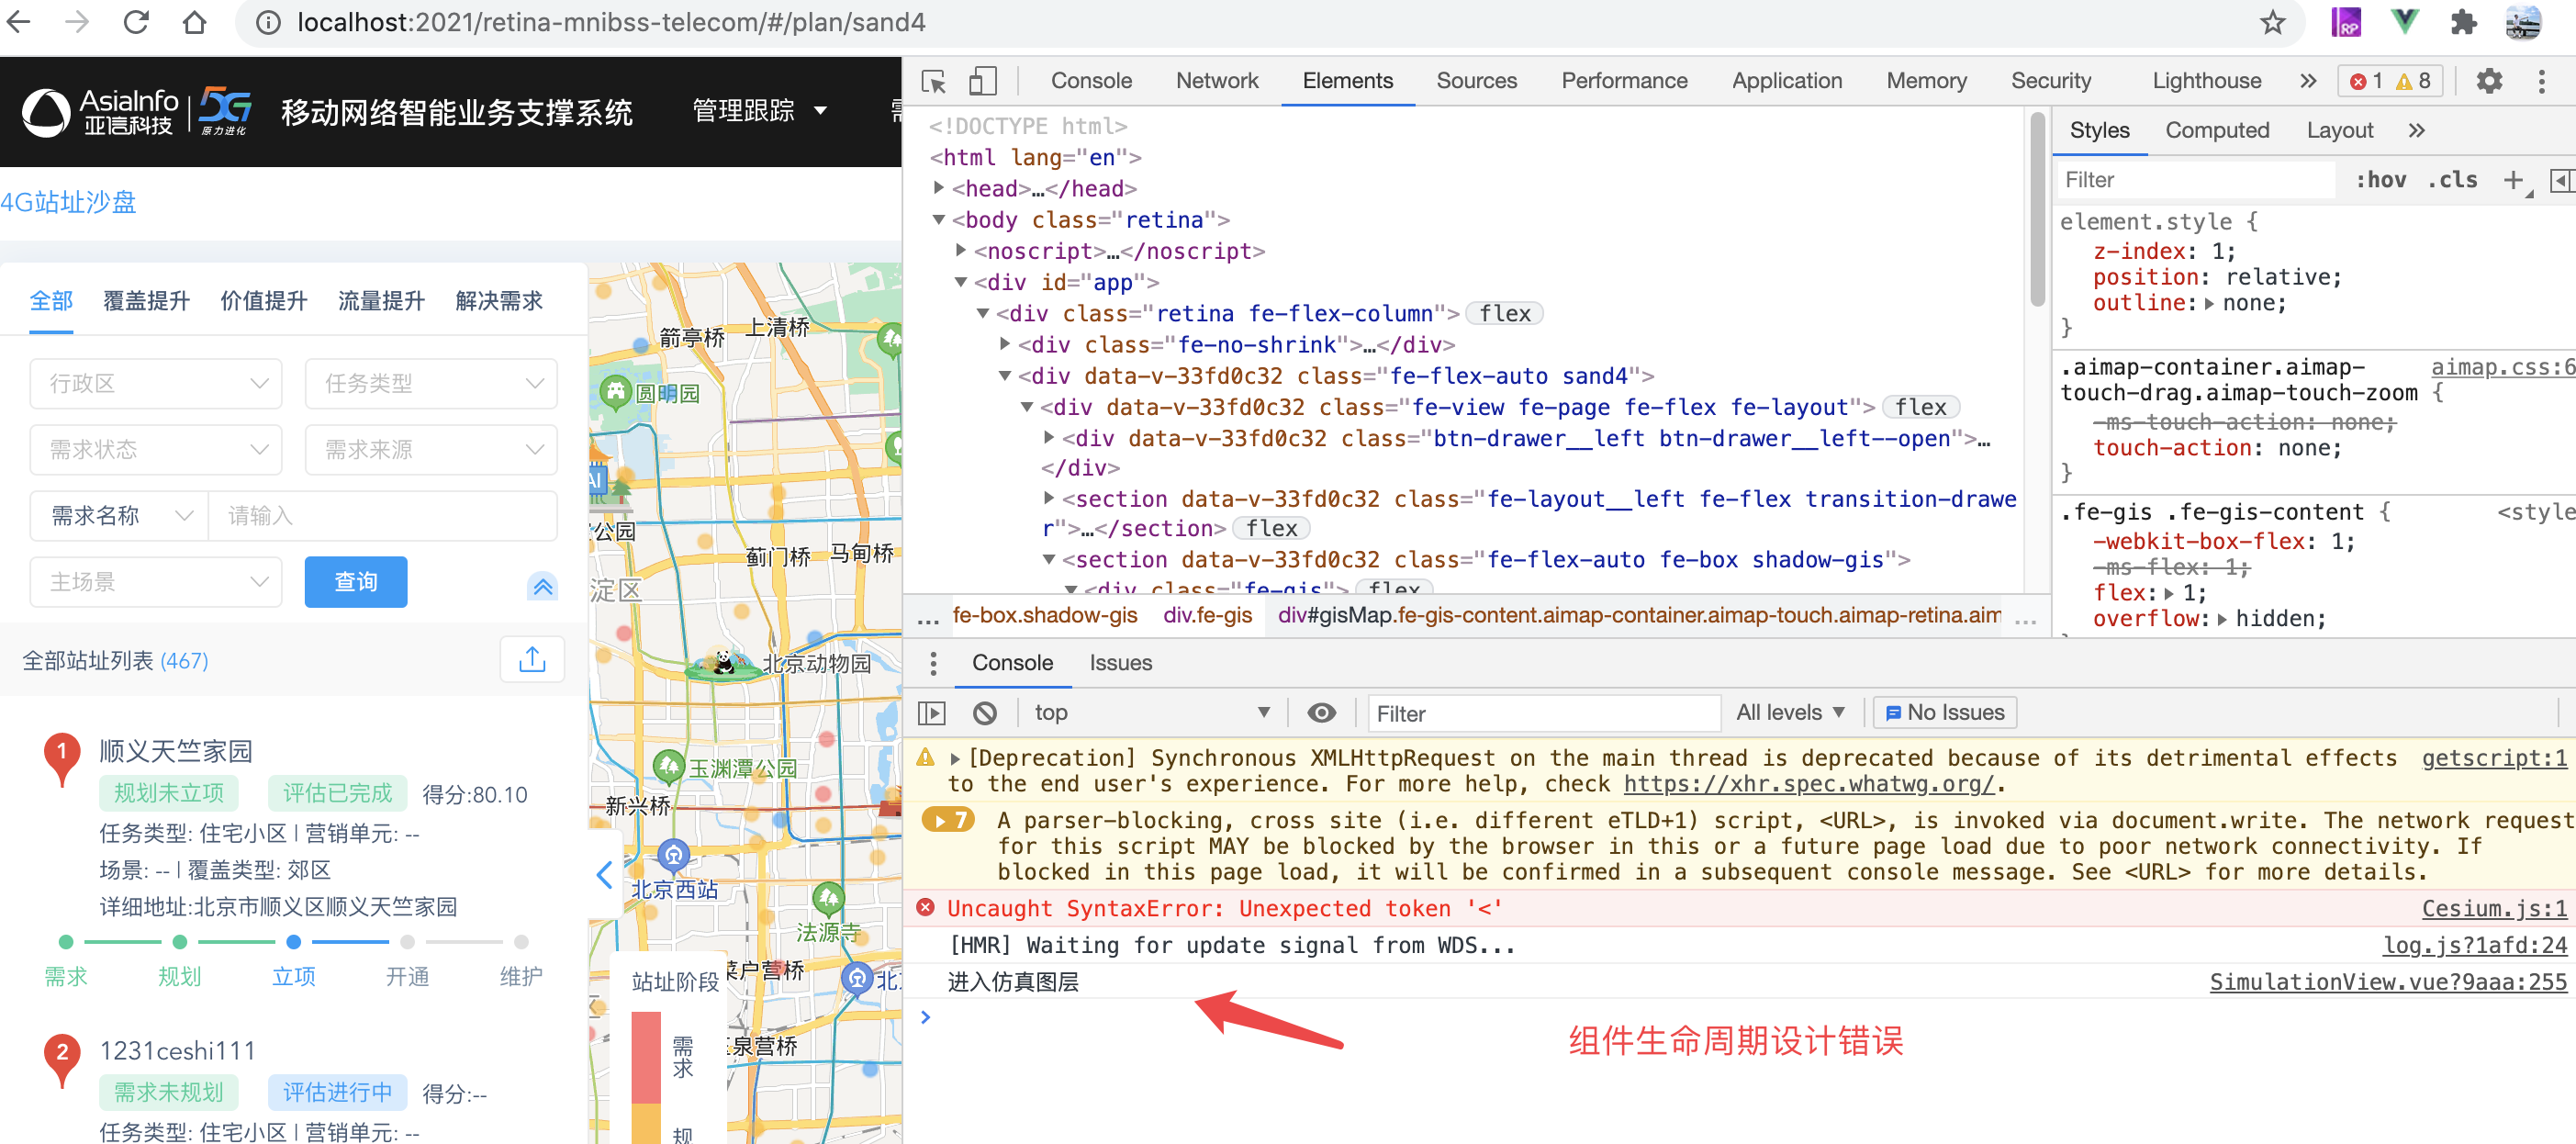 localhost:2021/retina-mnibss-telecom/#/plan/sand4
AsiaInfo
亚信科技
5G
原力进化
移动网络智能业务支撑系统
管理跟踪
4G站址沙盘
全部 覆盖提升 价值提升 流量提升 解决需求
行政区 任务类型
需求状态 需求来源
需求名称 请输入
主场景 查询
全部站址列表 (467)
1 顺义天竺家园
规划未立项 评估已完成 得分:80.10
任务类型: 住宅小区 | 营销单元: --
场景: -- | 覆盖类型: 郊区
详细地址:北京市顺义区顺义天竺家园
需求 规划 立项 开通 维护
2 1231ceshi111
需求未规划 评估进行中 得分:--
任务类型: 住宅小区 | 营销单元: --
箭亭桥 上清桥
圆明园
AI
公园
蓟门桥 马甸桥
淀区
北京动物园
玉渊潭公园
新兴桥
北京西站
法源寺
菜户营桥
北
泉营桥
站址阶段
需求
规
Console Network Elements Sources Performance Application Memory Security Lighthouse 1 8
<!DOCTYPE html>
<html lang="en">
<head>…</head>
<body class="retina">
<noscript>…</noscript>
<div id="app">
<div class="retina fe-flex-column"> flex
<div class="fe-no-shrink">…</div>
<div data-v-33fd0c32 class="fe-flex-auto sand4">
<div data-v-33fd0c32 class="fe-view fe-page fe-flex fe-layout"> flex
<div data-v-33fd0c32 class="btn-drawer__left btn-drawer__left--open">…
</div>
<section data-v-33fd0c32 class="fe-layout__left fe-flex transition-drawe
r">…</section> flex
<section data-v-33fd0c32 class="fe-flex-auto fe-box shadow-gis">
<div class="fe-gis"> flex
... fe-box.shadow-gis div.fe-gis div#gisMap.fe-gis-content.aimap-container.aimap-touch.aimap-retina.aim ...
Styles Computed Layout
Filter :hov .cls
element.style {
z-index: 1;
position: relative;
outline: none;
}
.aimap-container.aimap- aimap.css:6
touch-drag.aimap-touch-zoom {
-ms-touch-action: none;
touch-action: none;
}
.fe-gis .fe-gis-content { <style
-webkit-box-flex: 1;
-ms-flex: 1;
flex: 1;
overflow: hidden;
Console Issues
top Filter All levels No Issues
[Deprecation] Synchronous XMLHttpRequest on the main thread is deprecated because of its detrimental effects getscript:1
to the end user's experience. For more help, check https://xhr.spec.whatwg.org/.
7 A parser-blocking, cross site (i.e. different eTLD+1) script, <URL>, is invoked via document.write. The network request
for this script MAY be blocked by the browser in this or a future page load due to poor network connectivity. If
blocked in this page load, it will be confirmed in a subsequent console message. See <URL> for more details.
Uncaught SyntaxError: Unexpected token '<' Cesium.js:1
[HMR] Waiting for update signal from WDS... log.js?1afd:24
进入仿真图层 SimulationView.vue?9aaa:255
组件生命周期设计错误